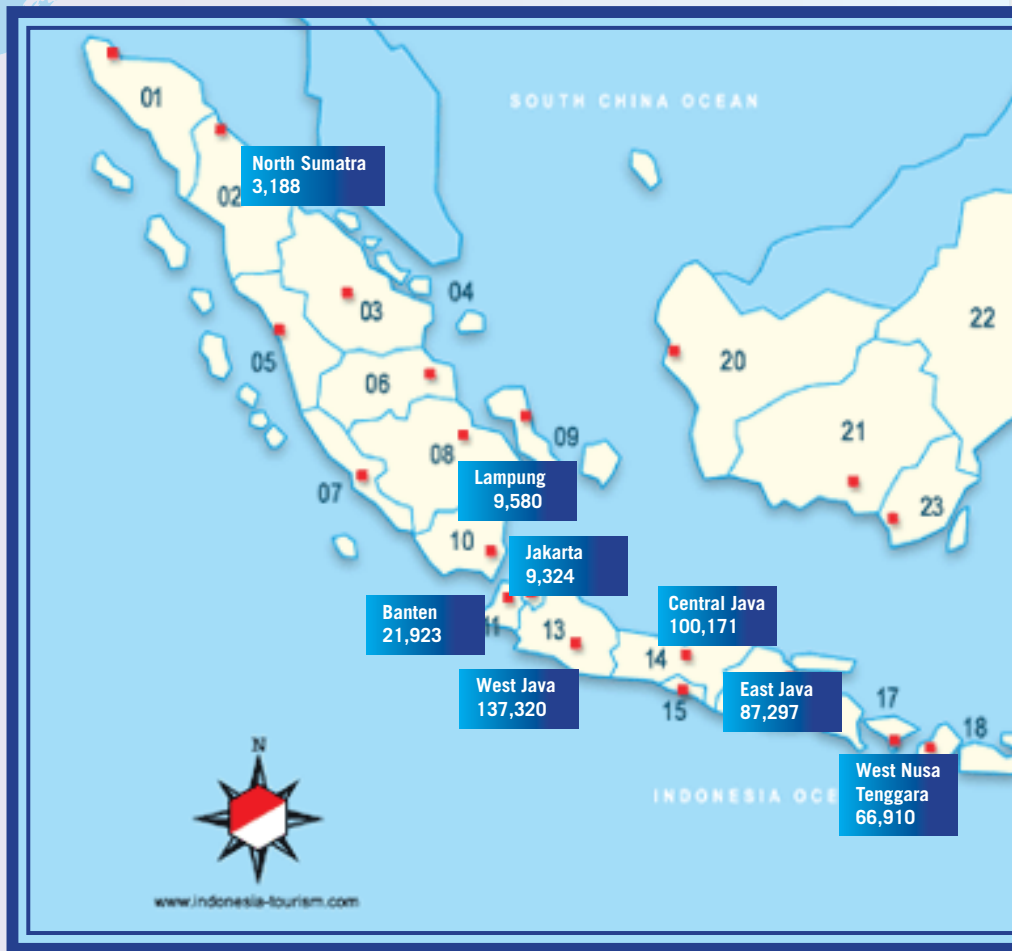 SOUTH CHINA OCEAN
01
North Sumatra
3,188
02
04
03
22
05
20
06
21
09
08
07
Lampung
9,580
23
10
Jakarta
9,324
Central Java
100,171
Banten
21,923
11
13
14
West Java
137,320
East Java
87,297
15
17
18
West Nusa
Tenggara
66,910
INDONESIA OCE
N
www.indonesia-tourism.com